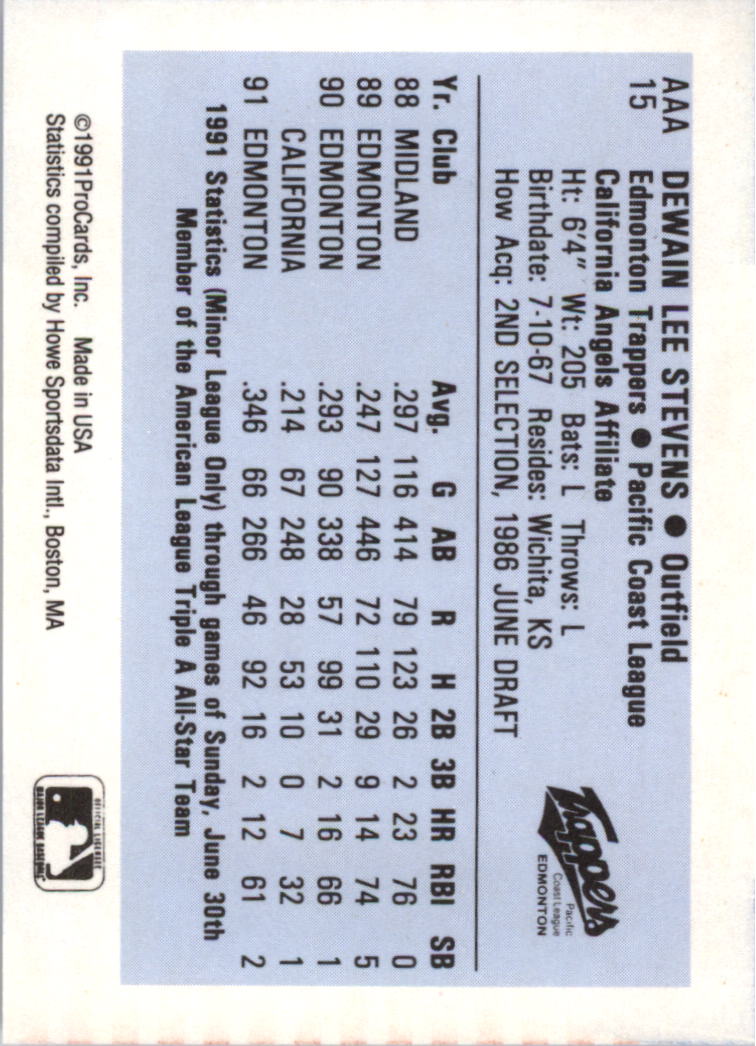 AAA DEWAIN LEE STEVENS ● Outfield
15 Edmonton Trappers ● Pacific Coast League
California Angels Affiliate
Ht: 6'4" Wt: 205 Bats: L Throws: L
Birthdate: 7-10-67 Resides: Wichita, KS
How Acq: 2ND SELECTION, 1986 JUNE DRAFT
Trappers
Pacific
Coast League
EDMONTON
Yr. Club Avg. G AB R H 2B 3B HR RBI SB
88 MIDLAND .297 116 414 79 123 26 2 23 76 0
89 EDMONTON .247 127 446 72 110 29 9 14 74 5
90 EDMONTON .293 90 338 57 99 31 2 16 66 1
CALIFORNIA .214 67 248 28 53 10 0 7 32 1
91 EDMONTON .346 66 266 46 92 16 2 12 61 2
1991 Statistics (Minor League Only) through games of Sunday, June 30th
Member of the American League Triple A All-Star Team
©1991ProCards, Inc. Made in USA
Statistics compiled by Howe Sportsdata Intl., Boston, MA
OFFICIAL LICENSEE
MAJOR LEAGUE BASEBALL